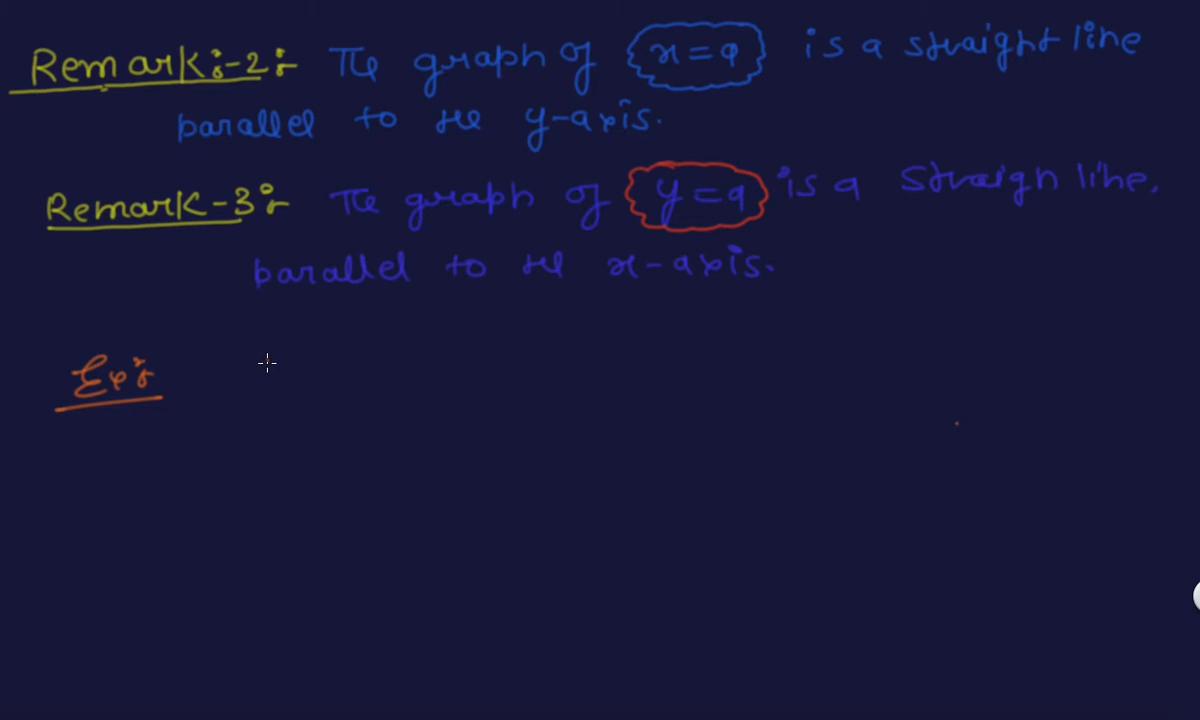 Remark:-2:- The graph of x=a is a straight line
parallel to the y-axis.
Remark-3:- The graph of y=a is a straigh line.
parallel to the x-axis.
Ex: